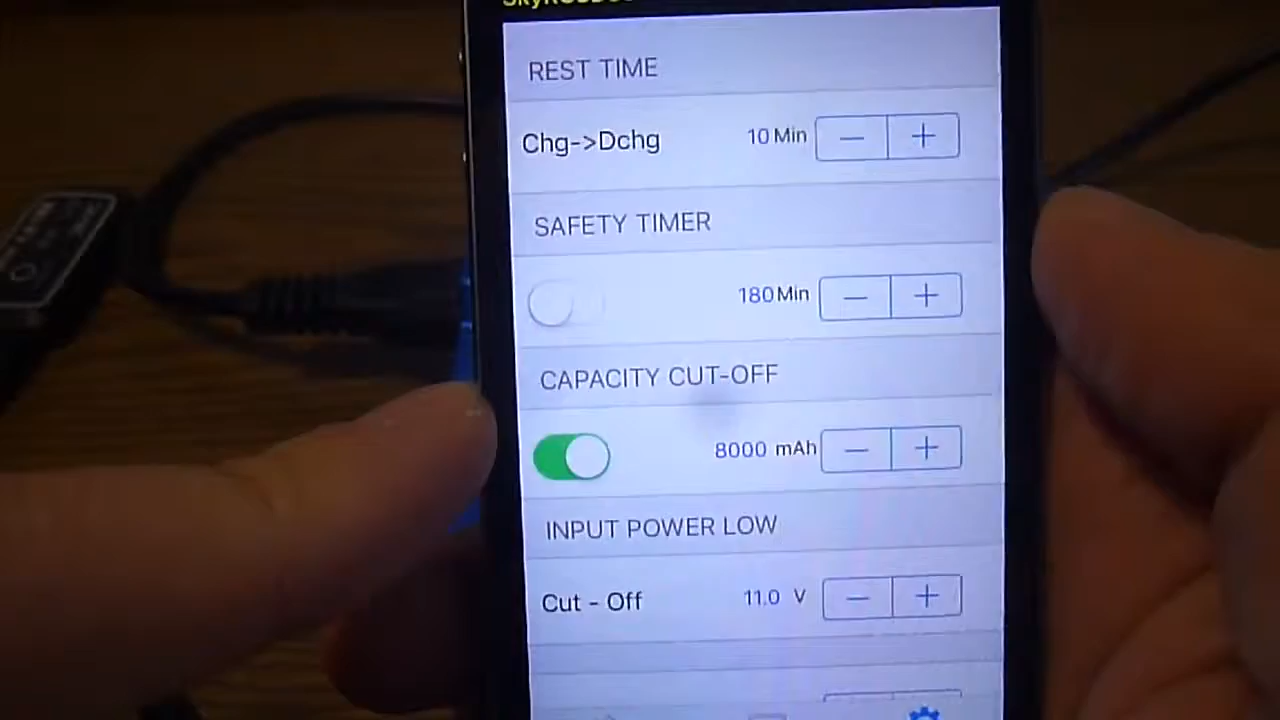 REST TIME
Chg->Dchg 10 Min − +
SAFETY TIMER
180 Min − +
CAPACITY CUT-OFF
8000 mAh − +
INPUT POWER LOW
Cut - Off 11.0 V − +